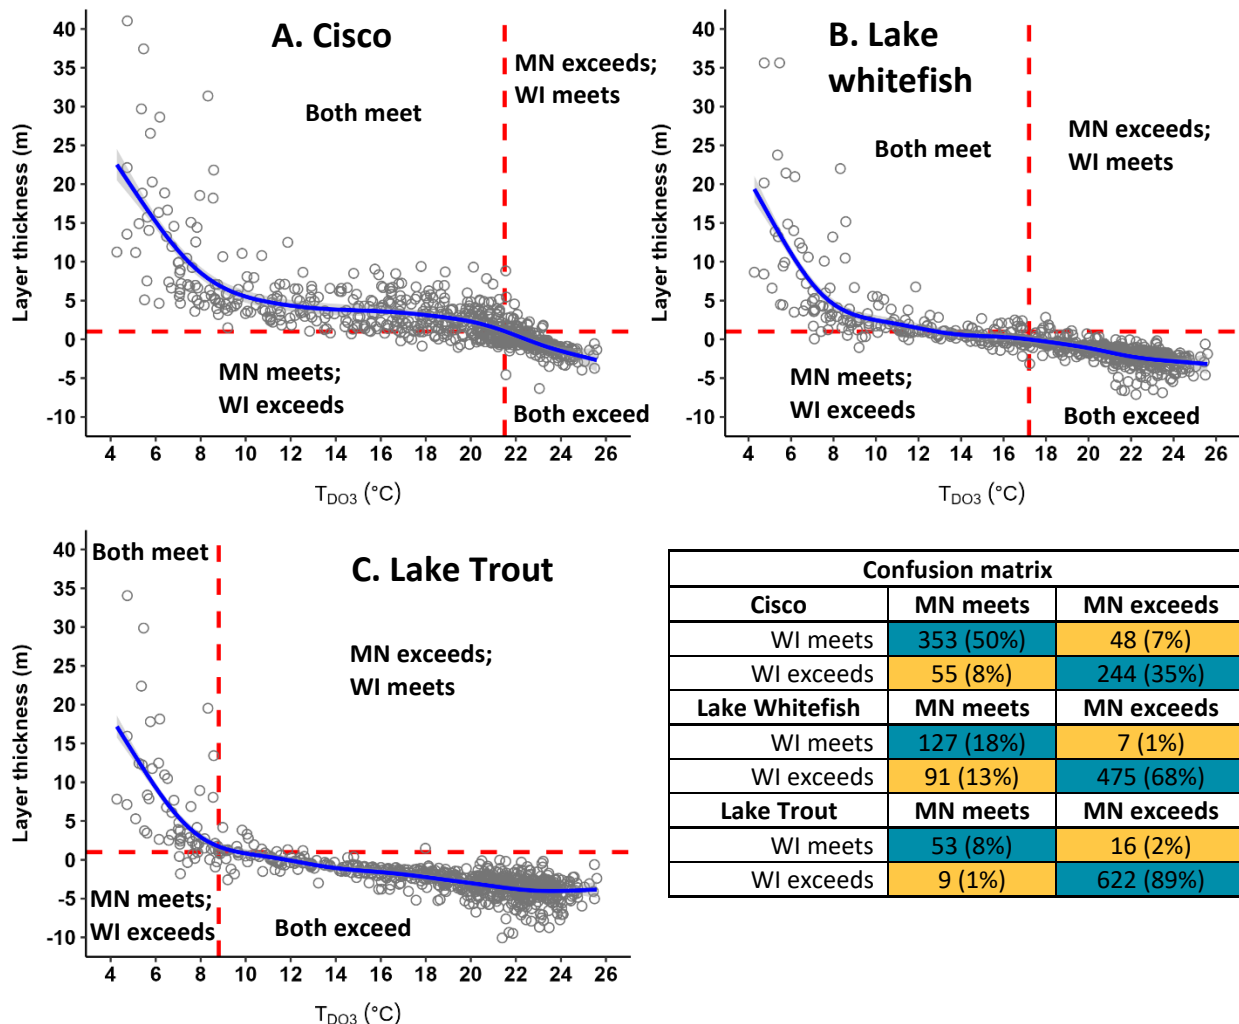 A. Cisco
MN exceeds;
WI meets
Both meet
MN meets;
WI exceeds
Both exceed
Layer thickness (m)
40
35
30
25
20
15
10
5
0
-5
-10
4 6 8 10 12 14 16 18 20 22 24 26
TDO3 (°C)
B. Lake
whitefish
Both meet
MN exceeds;
WI meets
MN meets;
WI exceeds
Both exceed
Layer thickness (m)
40
35
30
25
20
15
10
5
0
-5
-10
4 6 8 10 12 14 16 18 20 22 24 26
TDO3 (°C)
Both meet
C. Lake Trout
MN exceeds;
WI meets
MN meets;
WI exceeds
Both exceed
Layer thickness (m)
40
35
30
25
20
15
10
5
0
-5
-10
4 6 8 10 12 14 16 18 20 22 24 26
TDO3 (°C)
Confusion matrix
Cisco MN meets MN exceeds
WI meets 353 (50%) 48 (7%)
WI exceeds 55 (8%) 244 (35%)
Lake Whitefish MN meets MN exceeds
WI meets 127 (18%) 7 (1%)
WI exceeds 91 (13%) 475 (68%)
Lake Trout MN meets MN exceeds
WI meets 53 (8%) 16 (2%)
WI exceeds 9 (1%) 622 (89%)